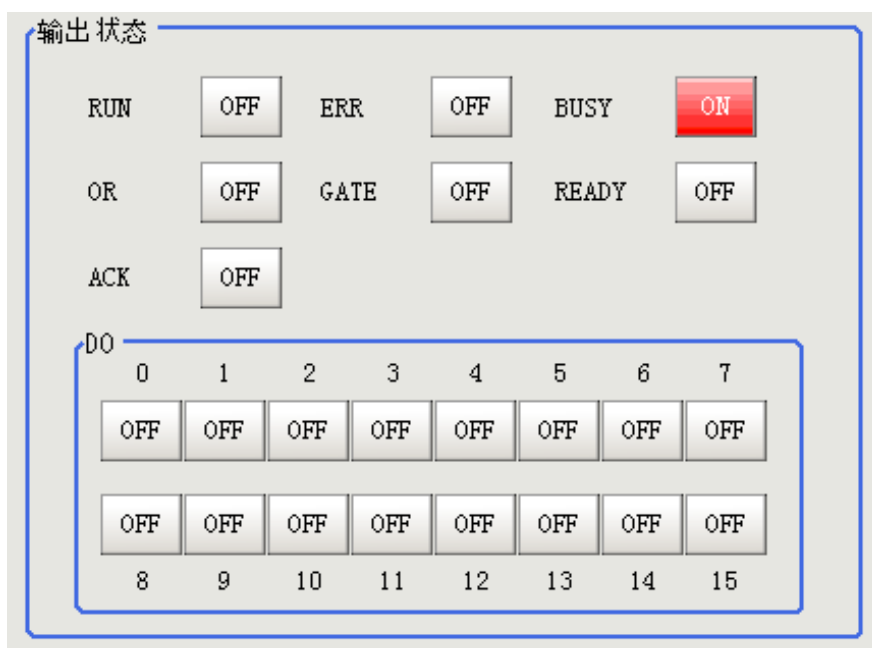 输出状态
RUN OFF ERR OFF BUSY ON
OR OFF GATE OFF READY OFF
ACK OFF
DO
0 1 2 3 4 5 6 7
OFF OFF OFF OFF OFF OFF OFF OFF
OFF OFF OFF OFF OFF OFF OFF OFF
8 9 10 11 12 13 14 15